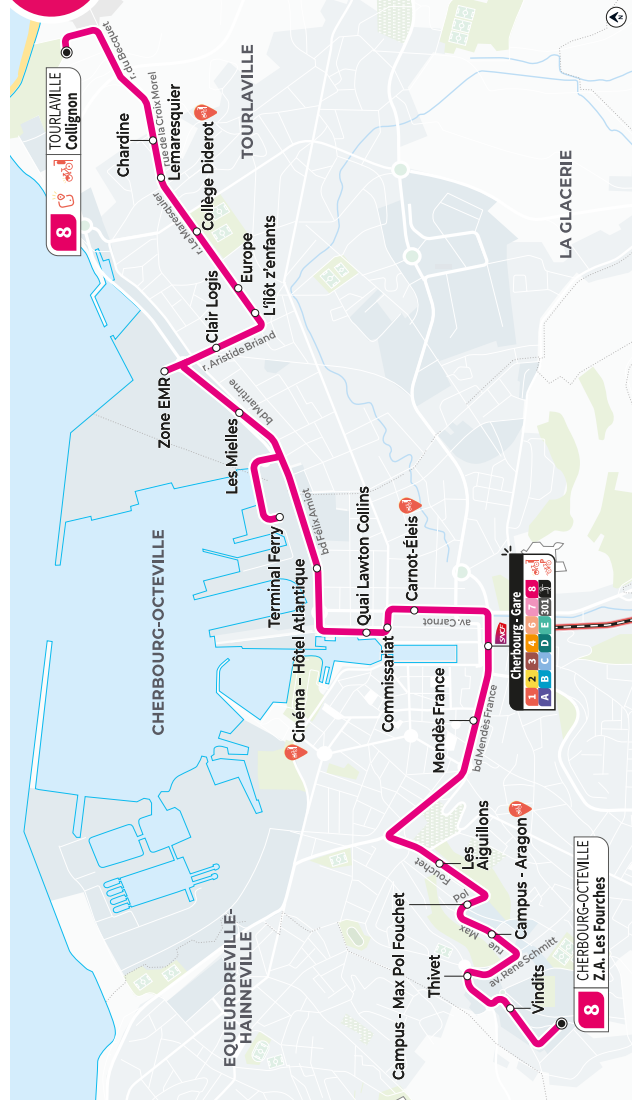 TOURLAVILLE
Collignon
8
r. du Becquet
Chardine
rue de la Croix Morel
Lemaresquier
r. Le Maresquier
Collège Diderot
TOURLAVILLE
Europe
L'îlôt z'enfants
Clair Logis
r. Aristide Briand
Zone EMR
bd Maritime
Les Mielles
LA GLACERIE
Terminal Ferry
bd Félix Amiot
Cinéma – Hôtel Atlantique
Quai Lawton Collins
Commissariat
Carnot-Éleis
av. Carnot
CHERBOURG-OCTEVILLE
SNCF
Cherbourg - Gare
1 2 3 4 6 7 8
A B C D E 301
Mendès France
bd Mendès France
Les
Aiguillons
rue Max Pol Fouchet
Campus - Max Pol Fouchet
Campus - Aragon
av. René Schmitt
Thivet
Vindits
EQUEURDREVILLE-
HAINNEVILLE
CHERBOURG-OCTEVILLE
Z.A. Les Fourches
8
N